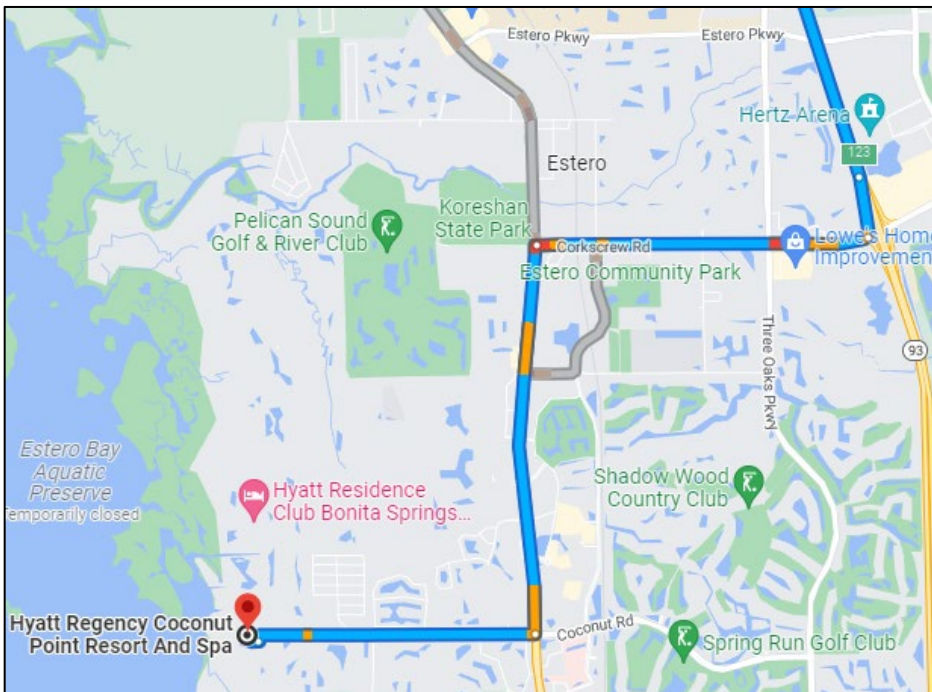 Estero Pkwy
Estero Pkwy
Hertz Arena
123
Estero
Koreshan
State Park
Pelican Sound
Golf & River Club
Corkscrew Rd
Lowe's Home
Improvement
Estero Community Park
Three Oaks Pkwy
93
Estero Bay
Aquatic
Preserve
Temporarily closed
Hyatt Residence
Club Bonita Springs...
Shadow Wood
Country Club
Hyatt Regency Coconut
Point Resort And Spa
Coconut Rd
Spring Run Golf Club